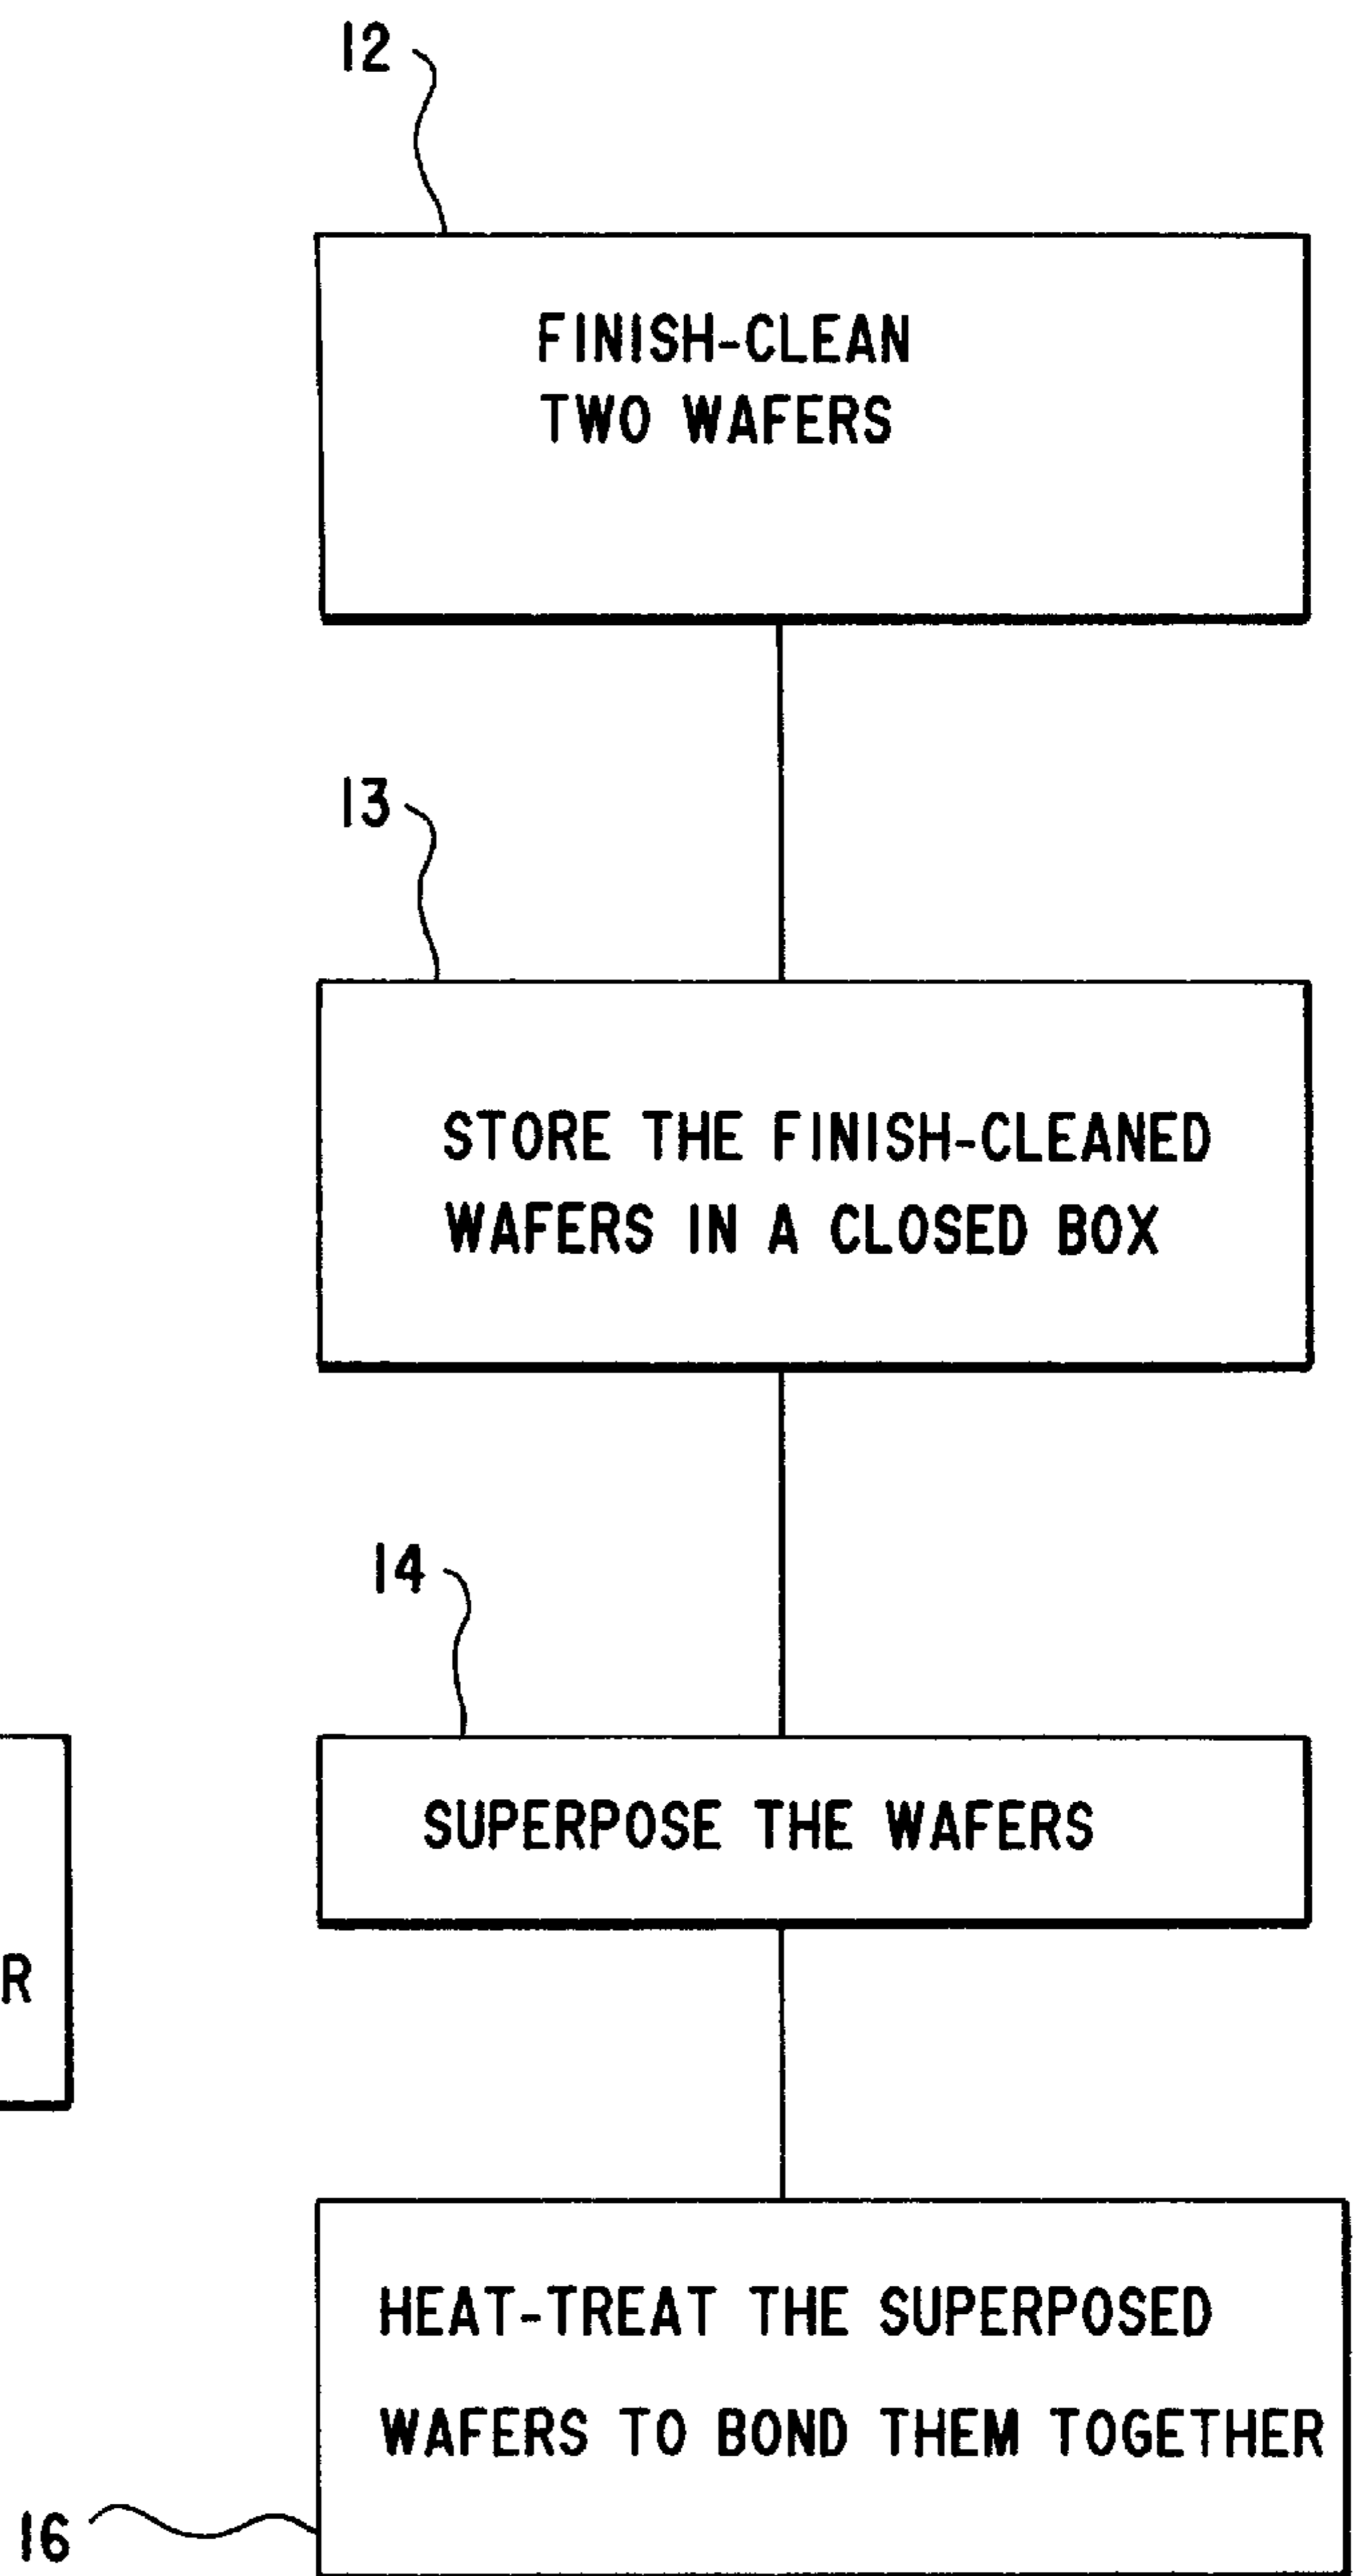 12
FINISH-CLEAN
TWO WAFERS
13
STORE THE FINISH-CLEANED
WAFERS IN A CLOSED BOX
14
SUPERPOSE THE WAFERS
R
HEAT-TREAT THE SUPERPOSED
WAFERS TO BOND THEM TOGETHER
16